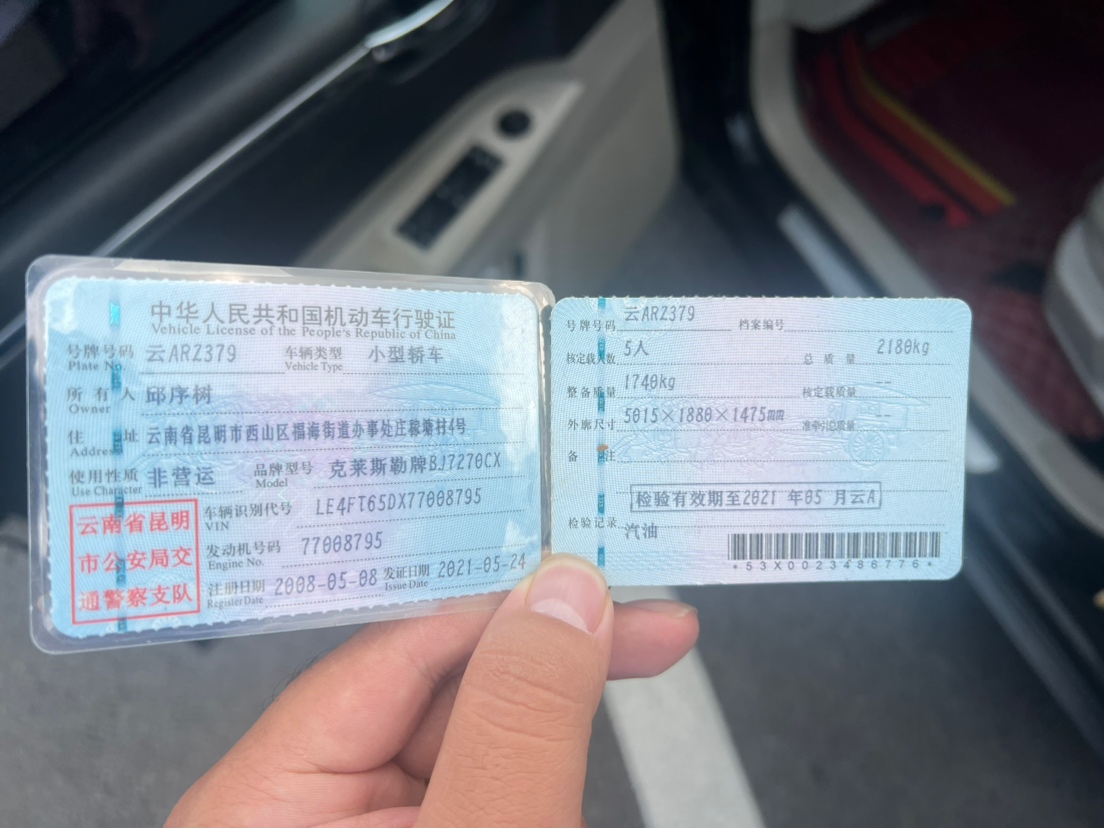 中华人民共和国机动车行驶证
Vehicle License of the People's Republic of China
号牌号码 云ARZ379 车辆类型 小型轿车
Plate No. Vehicle Type
所有人 邱序树
Owner
住址 云南省昆明市西山区福海街道办事处庄稼塘村4号
Address
使用性质 非营运 品牌型号 克莱斯勒牌BJ7270CX
Use Character Model
云南省昆明
市公安局交
通警察支队
车辆识别代号 LE4FT65DX77008795
VIN
发动机号码 77008795
Engine No.
注册日期 2008-05-08 发证日期 2021-05-24
Register Date Issue Date
号牌号码 云ARZ379 档案编号
核定载人数 5人 总质量 2180kg
整备质量 1740kg 核定载质量 --
外廓尺寸 5015×1880×1475mm 准牵引总质量 --
备注
检验有效期至2021 年05 月云A
检验记录
汽油
*53X0023486776*